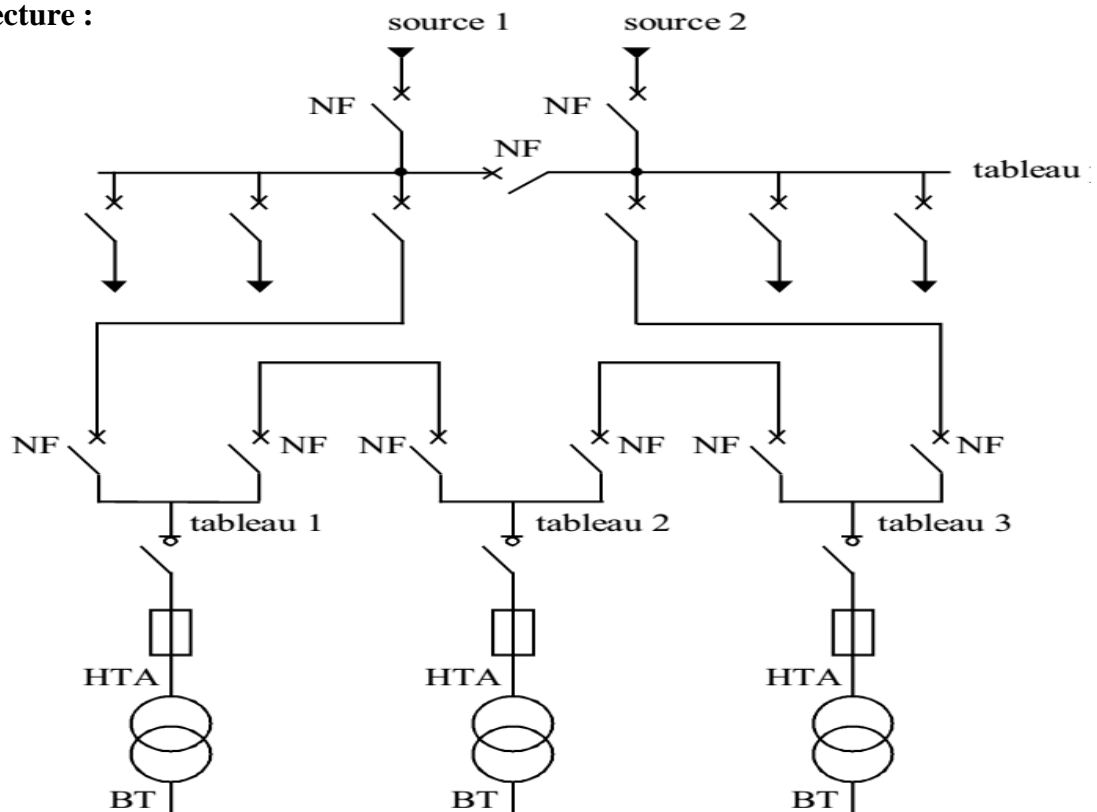 :
source 1 source 2
NF NF
NF
tableau
NF NF NF NF NF NF
tableau 1 tableau 2 tableau 3
HTA HTA HTA
BT BT BT